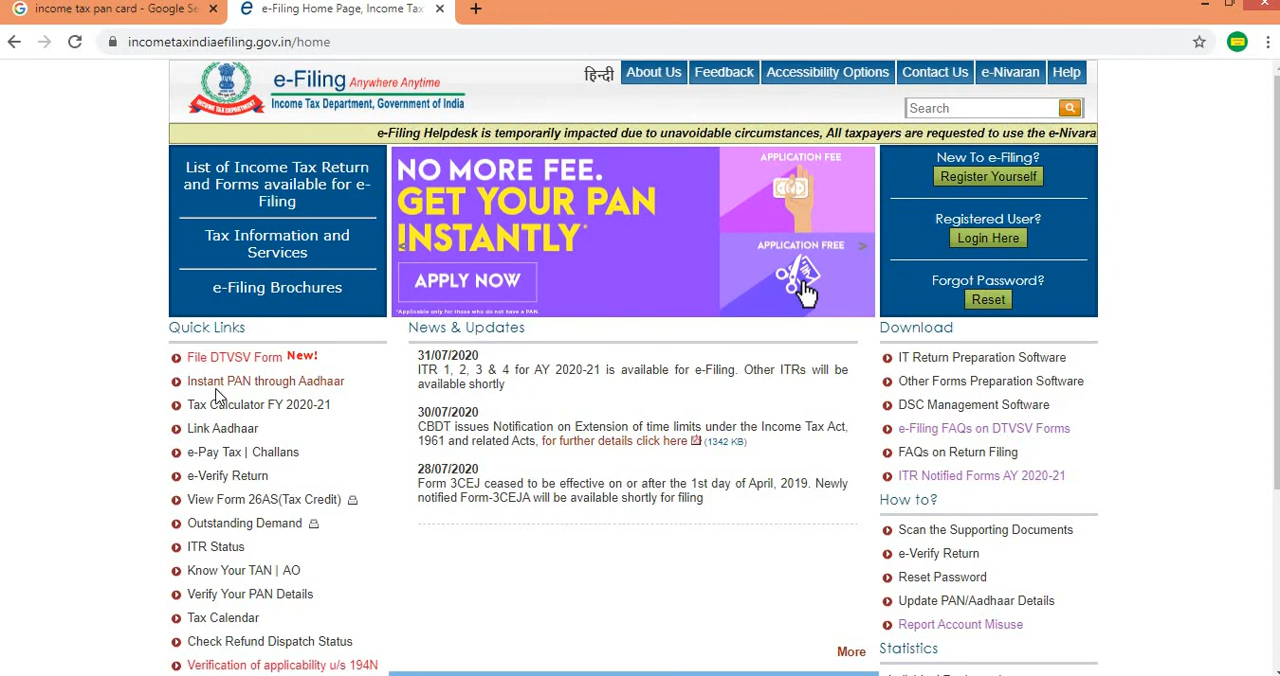 income tax pan card - Google Se
e-Filing Home Page, Income Tax
incometaxindiaefiling.gov.in/home
e-Filing Anywhere Anytime
Income Tax Department, Government of India
हिन्दी
About Us
Feedback
Accessibility Options
Contact Us
e-Nivaran
Help
Search
e-Filing Helpdesk is temporarily impacted due to unavoidable circumstances, All taxpayers are requested to use the e-Nivara
List of Income Tax Return
and Forms available for e-
Filing
Tax Information and
Services
e-Filing Brochures
NO MORE FEE.
GET YOUR PAN
INSTANTLY*
APPLY NOW
*Applicable only for those who do not have a PAN.
APPLICATION FEE
APPLICATION FREE
New To e-Filing?
Register Yourself
Registered User?
Login Here
Forgot Password?
Reset
Quick Links
File DTVSV Form New!
Instant PAN through Aadhaar
Tax Calculator FY 2020-21
Link Aadhaar
e-Pay Tax | Challans
e-Verify Return
View Form 26AS(Tax Credit)
Outstanding Demand
ITR Status
Know Your TAN | AO
Verify Your PAN Details
Tax Calendar
Check Refund Dispatch Status
Verification of applicability u/s 194N
News & Updates
31/07/2020
ITR 1, 2, 3 & 4 for AY 2020-21 is available for e-Filing. Other ITRs will be
available shortly
30/07/2020
CBDT issues Notification on Extension of time limits under the Income Tax Act,
1961 and related Acts, for further details click here (1342 KB)
28/07/2020
Form 3CEJ ceased to be effective on or after the 1st day of April, 2019. Newly
notified Form-3CEJA will be available shortly for filing
More
Download
IT Return Preparation Software
Other Forms Preparation Software
DSC Management Software
e-Filing FAQs on DTVSV Forms
FAQs on Return Filing
ITR Notified Forms AY 2020-21
How to?
Scan the Supporting Documents
e-Verify Return
Reset Password
Update PAN/Aadhaar Details
Report Account Misuse
Statistics